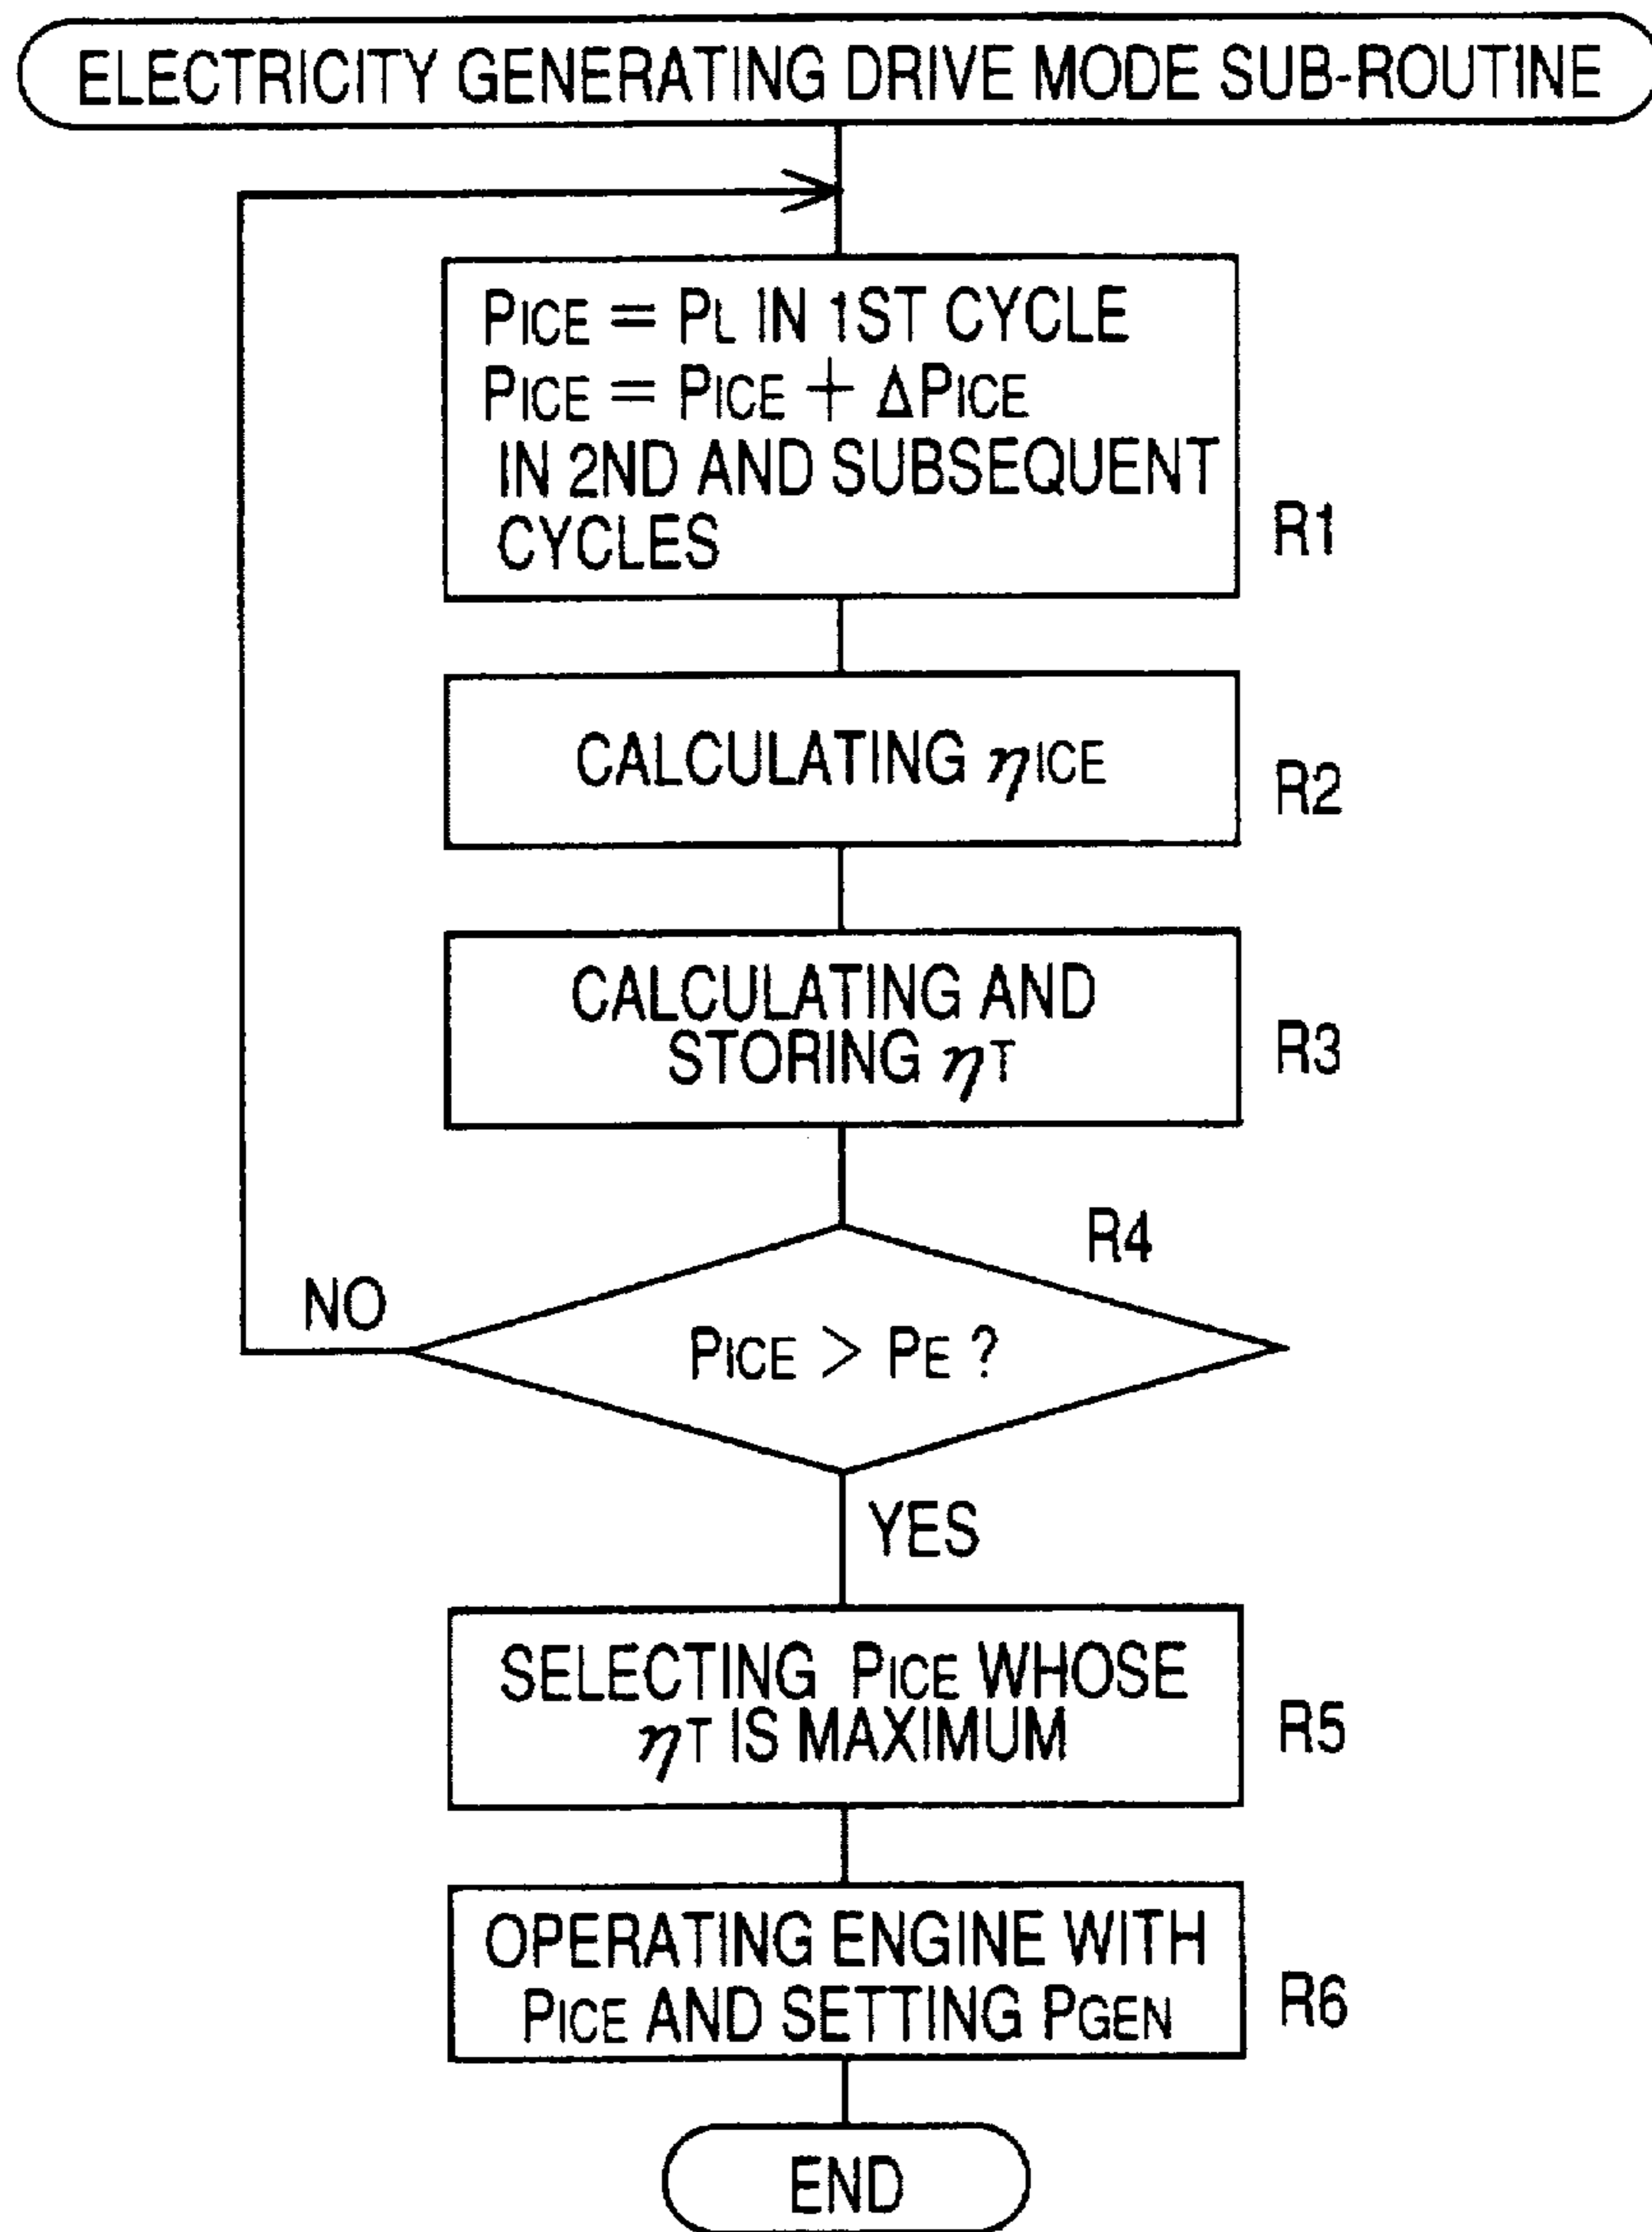 ELECTRICITY GENERATING DRIVE MODE SUB-ROUTINE
PICE = PL IN 1ST CYCLE
PICE = PICE + ΔPICE
IN 2ND AND SUBSEQUENT
CYCLES
R1
CALCULATING ηICE
R2
CALCULATING AND
STORING ηT
R3
R4
NO
PICE > PE ?
YES
SELECTING PICE WHOSE
ηT IS MAXIMUM
R5
OPERATING ENGINE WITH
PICE AND SETTING PGEN
R6
END